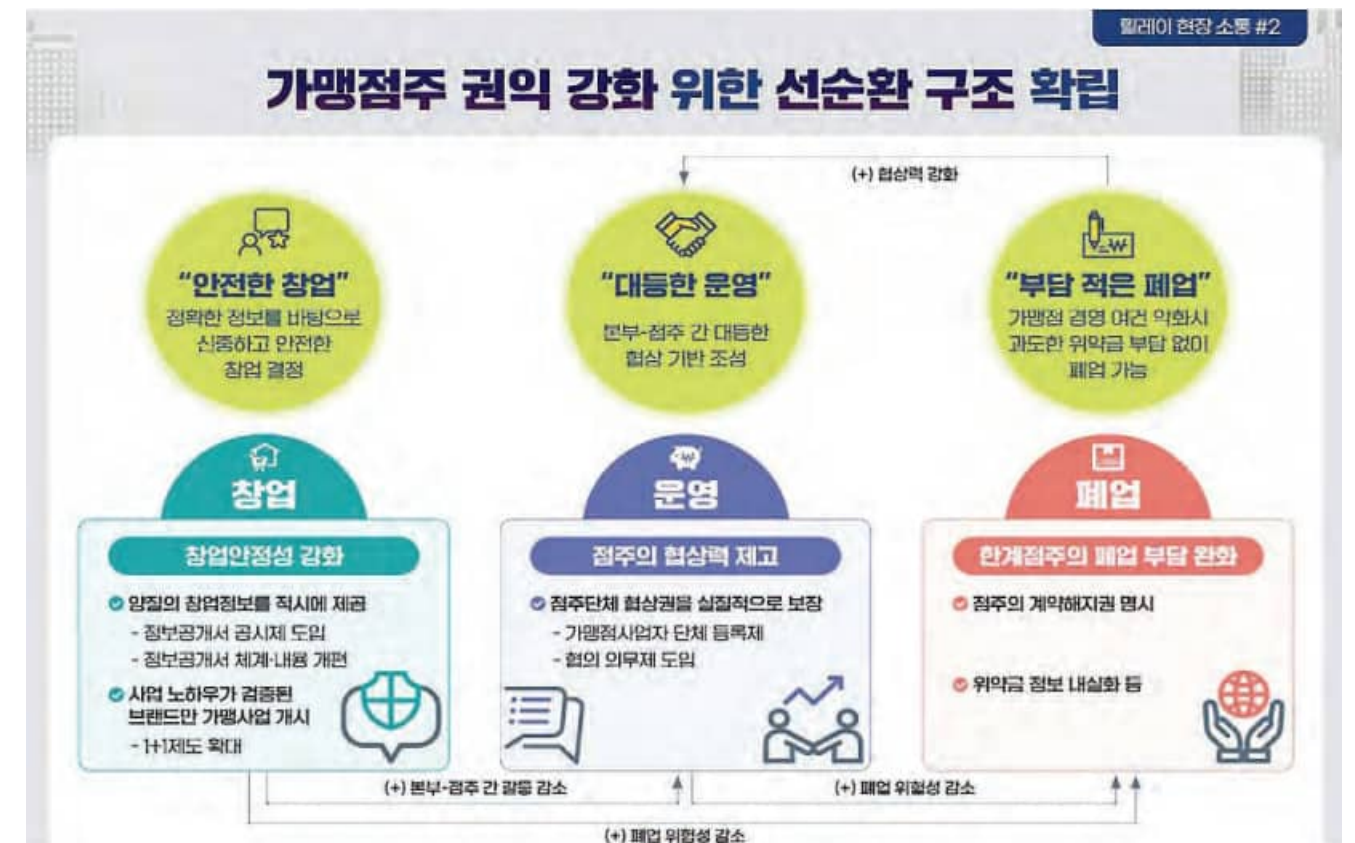 릴레이 현장 소통 #2
가맹점주 권익 강화 위한 선순환 구조 확립
(+) 협상력 강화
“안전한 창업”
정확한 정보를 바탕으로
신중하고 안전한
창업 결정
“대등한 운영”
본부-점주 간 대등한
협상 기반 조성
“부담 적은 폐업”
가맹점 경영 여건 악화시
과도한 위약금 부담 없이
폐업 가능
창업
창업안정성 강화
양질의 창업정보를 적시에 제공
- 정보공개서 공시제 도입
- 정보공개서 체계·내용 개편
사업 노하우가 검증된
브랜드만 가맹사업 개시
- 1+1제도 확대
운영
점주의 협상력 제고
점주단체 협상권을 실질적으로 보장
- 가맹점사업자 단체 등록제
- 협의 의무제 도입
폐업
한계점주의 폐업 부담 완화
점주의 계약해지권 명시
위약금 정보 내실화 등
(+) 본부-점주 간 갈등 감소
(+) 폐업 위험성 감소
(+) 폐업 위험성 감소